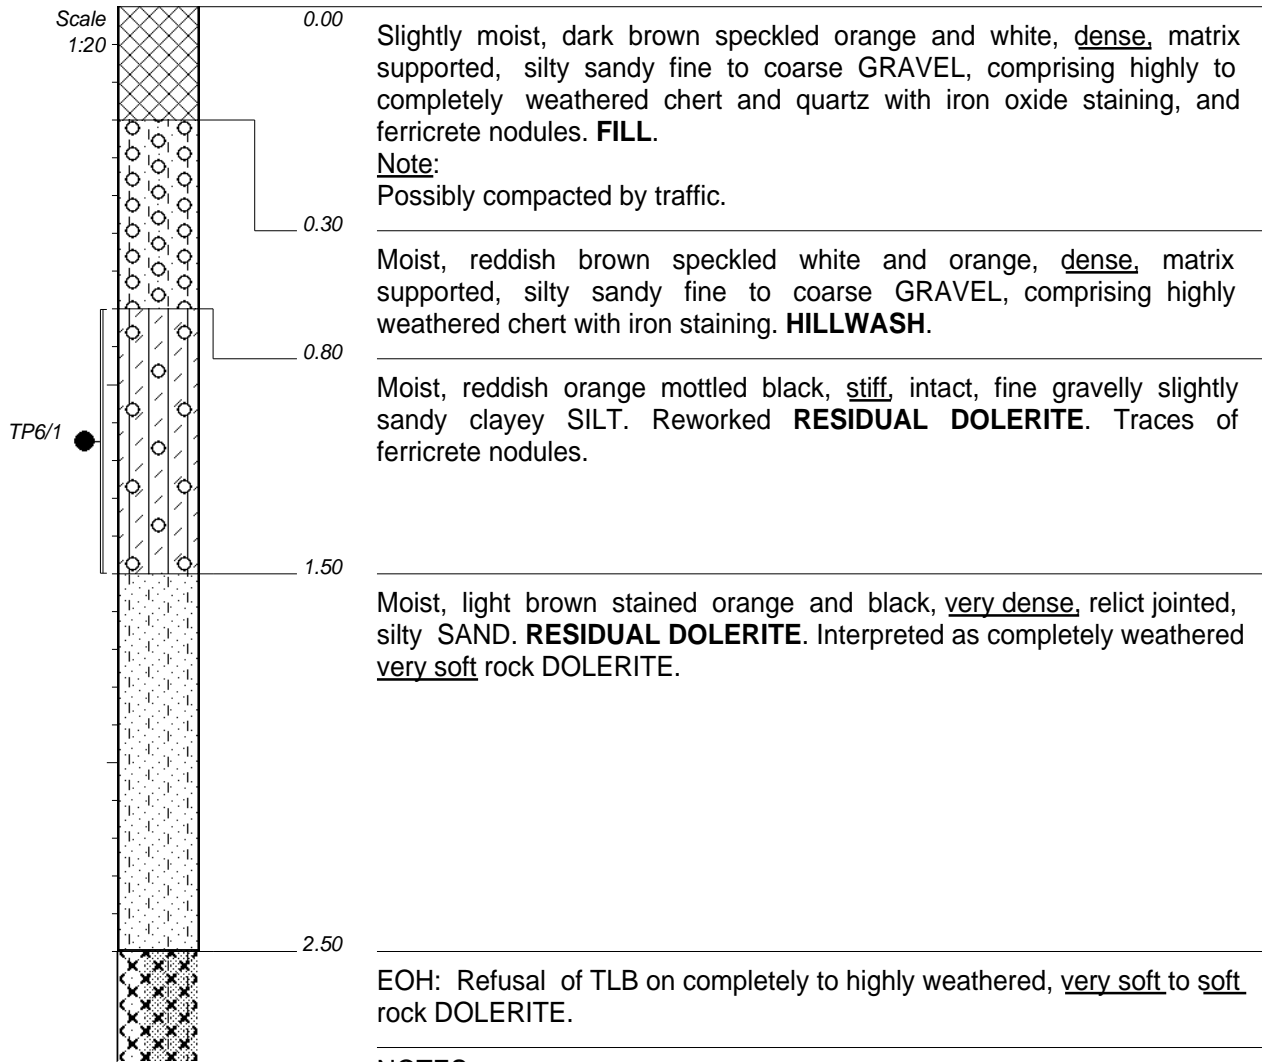 Scale
1:20
0.00
Slightly moist, dark brown speckled orange and white, dense, matrix
supported, silty sandy fine to coarse GRAVEL, comprising highly to
completely weathered chert and quartz with iron oxide staining, and
ferricrete nodules. FILL.
Note:
Possibly compacted by traffic.
0.30
Moist, reddish brown speckled white and orange, dense, matrix
supported, silty sandy fine to coarse GRAVEL, comprising highly
weathered chert with iron staining. HILLWASH.
0.80
Moist, reddish orange mottled black, stiff, intact, fine gravelly slightly
sandy clayey SILT. Reworked RESIDUAL DOLERITE. Traces of
ferricrete nodules.
TP6/1
1.50
Moist, light brown stained orange and black, very dense, relict jointed,
silty SAND. RESIDUAL DOLERITE. Interpreted as completely weathered
very soft rock DOLERITE.
2.50
EOH: Refusal of TLB on completely to highly weathered, very soft to soft
rock DOLERITE.